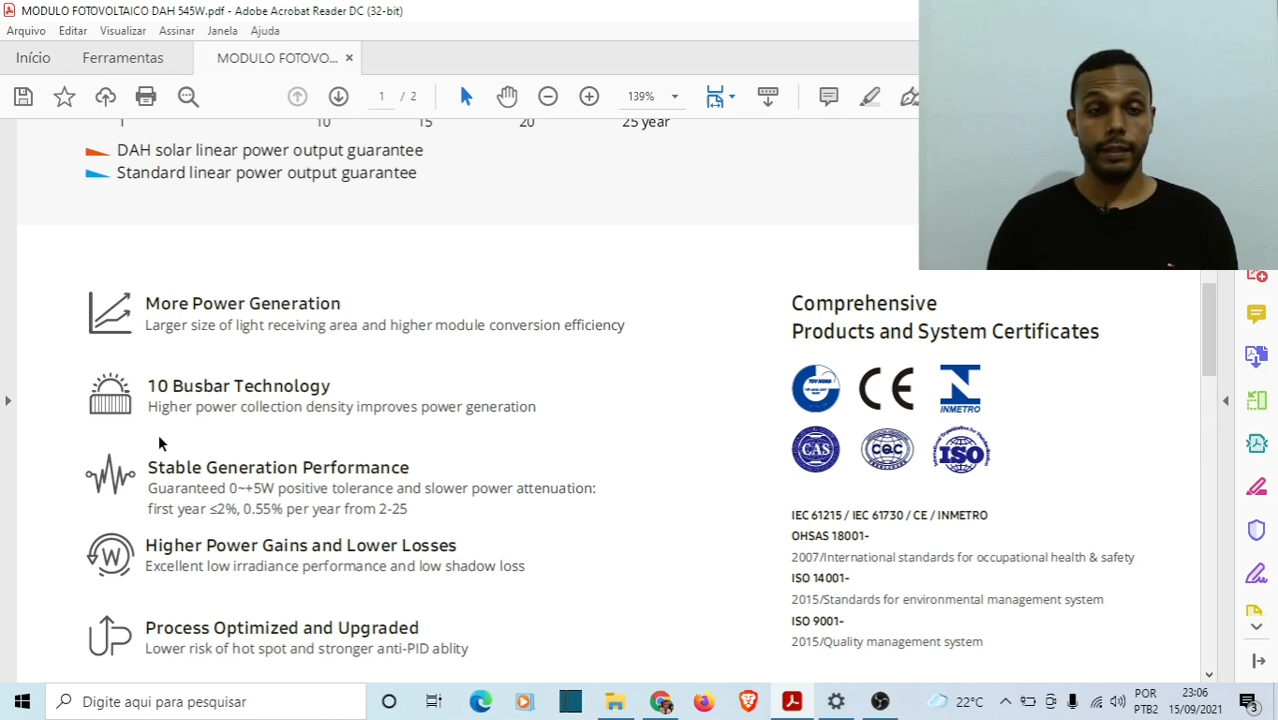 MODULO FOTOVOLTAICO DAH 545W.pdf - Adobe Acrobat Reader DC (32-bit)
Arquivo Editar Visualizar Assinar Janela Ajuda
Início Ferramentas MODULO FOTOVO... ×
1 / 2 139%
1 10 15 20 25 year
DAH solar linear power output guarantee
Standard linear power output guarantee
More Power Generation
Larger size of light receiving area and higher module conversion efficiency
10 Busbar Technology
Higher power collection density improves power generation
Stable Generation Performance
Guaranteed 0~+5W positive tolerance and slower power attenuation:
first year ≤2%, 0.55% per year from 2-25
Higher Power Gains and Lower Losses
Excellent low irradiance performance and low shadow loss
Process Optimized and Upgraded
Lower risk of hot spot and stronger anti-PID ablity
Comprehensive
Products and System Certificates
TUV NORD
CE
INMETRO
CAS
CQC
ISO
IEC 61215 / IEC 61730 / CE / INMETRO
OHSAS 18001-
2007/International standards for occupational health & safety
ISO 14001-
2015/Standards for environmental management system
ISO 9001-
2015/Quality management system
Digite aqui para pesquisar
22°C
POR
PTB2
23:06
15/09/2021
3